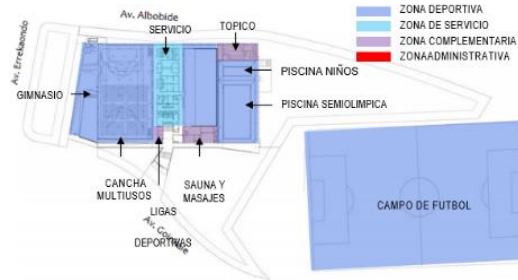 Av. Albobide
Av. Errekaondo
SERVICIO
TOPICO
ZONA DEPORTIVA
ZONA DE SERVICIO
ZONA COMPLEMENTARIA
ZONAADMINISTRATIVA
GIMNASIO
PISCINA NIÑOS
PISCINA SEMIOLIMPICA
CANCHA
MULTIUSOS
SAUNA Y
MASAJES
LIGAS
DEPORTIVAS
CAMPO DE FUTBOL